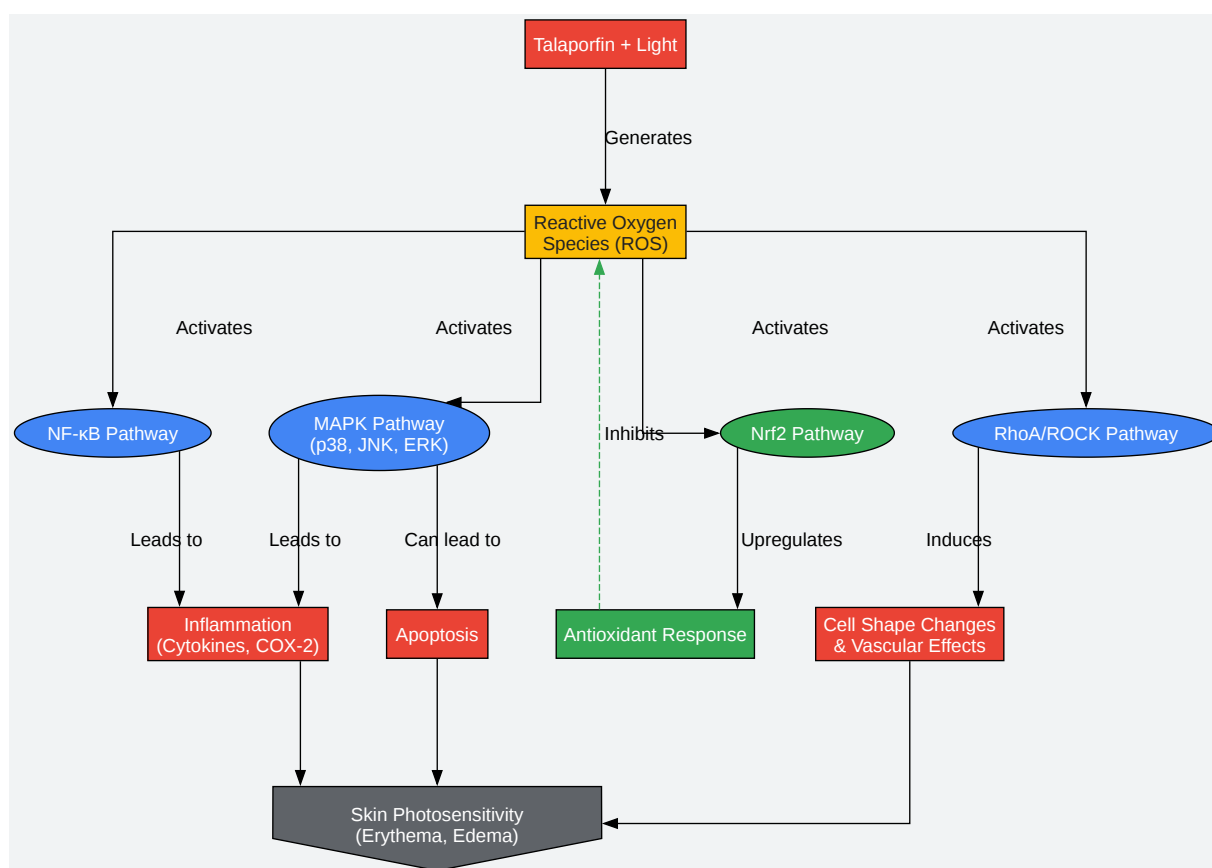 Talaporfin + Light
Generates
Reactive Oxygen
Species (ROS)
Activates
Activates
Activates
Activates
NF-κB Pathway
MAPK Pathway
(p38, JNK, ERK)
Inhibits
Nrf2 Pathway
RhoA/ROCK Pathway
Leads to
Leads to
Can lead to
Upregulates
Induces
Inflammation
(Cytokines, COX-2)
Apoptosis
Antioxidant Response
Cell Shape Changes
& Vascular Effects
Skin Photosensitivity
(Erythema, Edema)